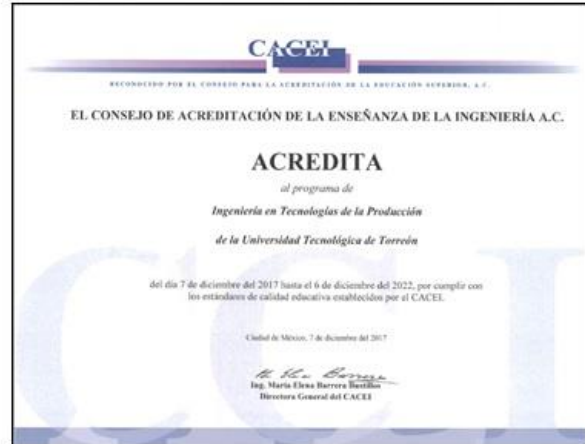 CACEI
RECONOCIDO POR EL CONSEJO PARA LA ACREDITACIÓN DE LA EDUCACIÓN SUPERIOR, A.C.
EL CONSEJO DE ACREDITACIÓN DE LA ENSEÑANZA DE LA INGENIERÍA A.C.
ACREDITA
al programa de
Ingeniería en Tecnologías de la Producción
de la Universidad Tecnológica de Torreón
del día 7 de diciembre del 2017 hasta el 6 de diciembre del 2022, por cumplir con
los estándares de calidad educativa establecidos por el CACEI.
Ciudad de México, 7 de diciembre del 2017
Ing. María Elena Barrera Bustillos
Directora General del CACEI